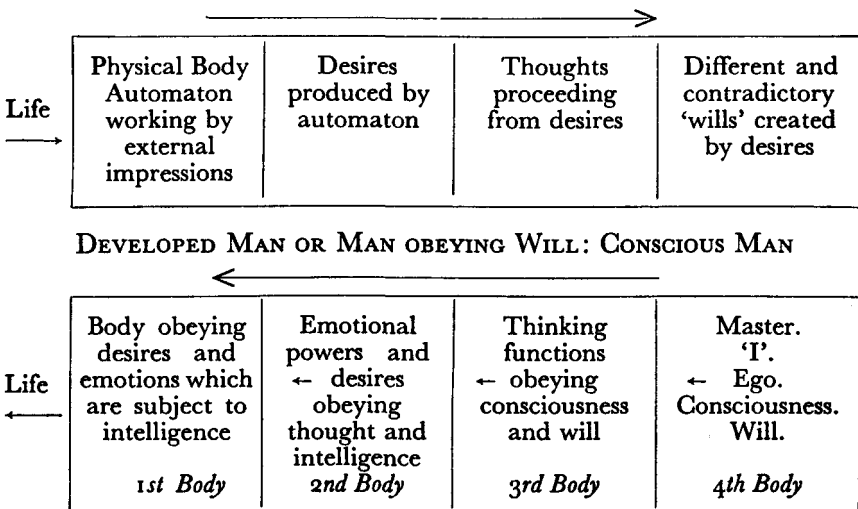 Life
→
Physical Body
Automaton
working by
external
impressions
Desires
produced by
automaton
Thoughts
proceeding
from desires
Different and
contradictory
‘wills’ created
by desires
Developed Man or Man obeying Will: Conscious Man
Life
←
Body obeying
desires and
emotions which
are subject to
intelligence
1st Body
Emotional
powers and
← desires
obeying
thought and
intelligence
2nd Body
Thinking
functions
← obeying
consciousness
and will
3rd Body
Master.
‘I’.
← Ego.
Consciousness.
Will.
4th Body